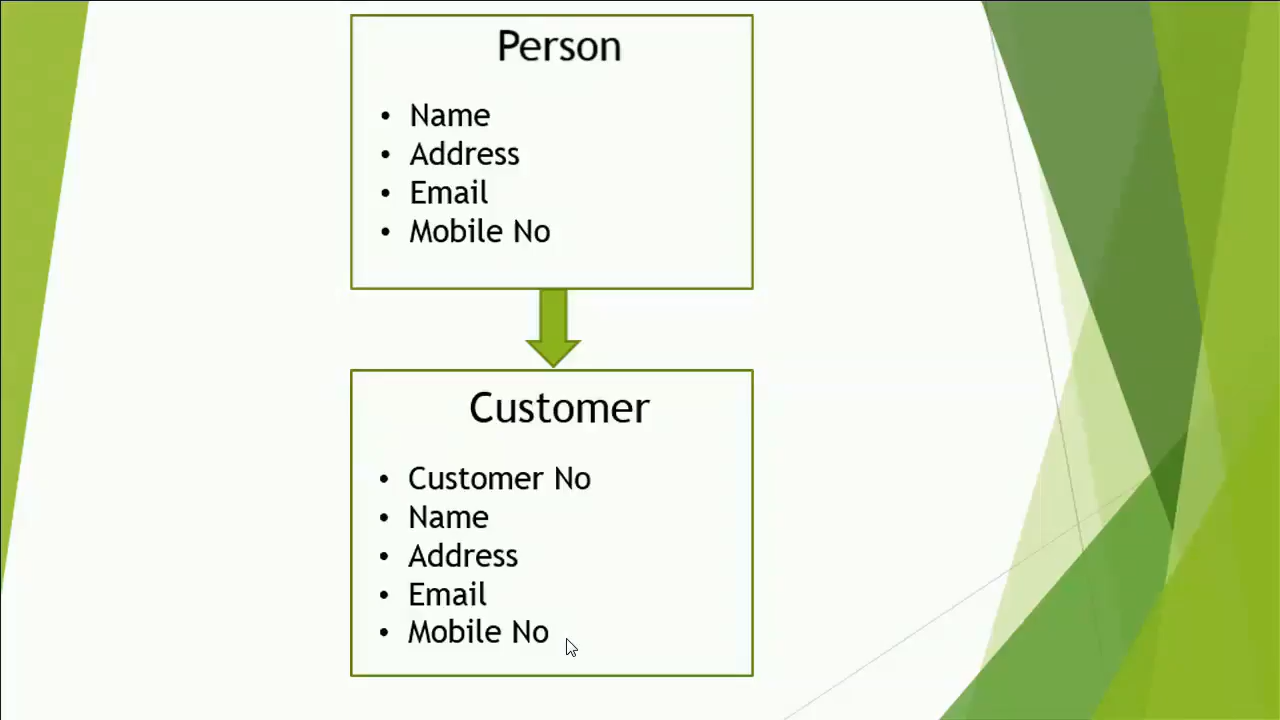 Person
• Name
• Address
• Email
• Mobile No
Customer
• Customer No
• Name
• Address
• Email
• Mobile No